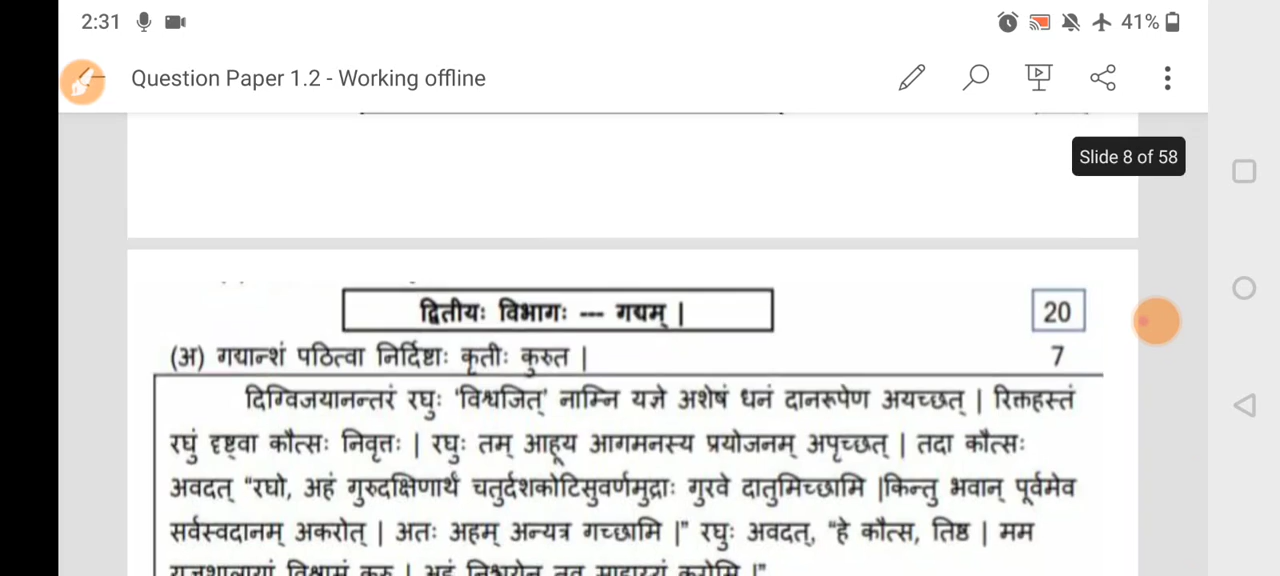 2:31
41%
Question Paper 1.2 - Working offline
Slide 8 of 58
द्वितीयः विभागः --- गद्यम् |
20
(अ) गद्यान्शं पठित्वा निर्दिष्टाः कृतीः कुरुत |
7
दिग्विजयानन्तरं रघुः 'विश्वजित्' नाम्नि यज्ञे अशेषं धनं दानरूपेण अयच्छत् | रिक्तहस्तं
रघुं दृष्ट्वा कौत्सः निवृत्तः | रघुः तम् आहूय आगमनस्य प्रयोजनम् अपृच्छत् | तदा कौत्सः
अवदत् “रघो, अहं गुरुदक्षिणार्थं चतुर्दशकोटिसुवर्णमुद्राः गुरवे दातुमिच्छामि |किन्तु भवान् पूर्वमेव
सर्वस्वदानम् अकरोत् | अतः अहम् अन्यत्र गच्छामि |” रघुः अवदत्, “हे कौत्स, तिष्ठ | मम
विश्रामं कुरु | अहं तव करोमि |”